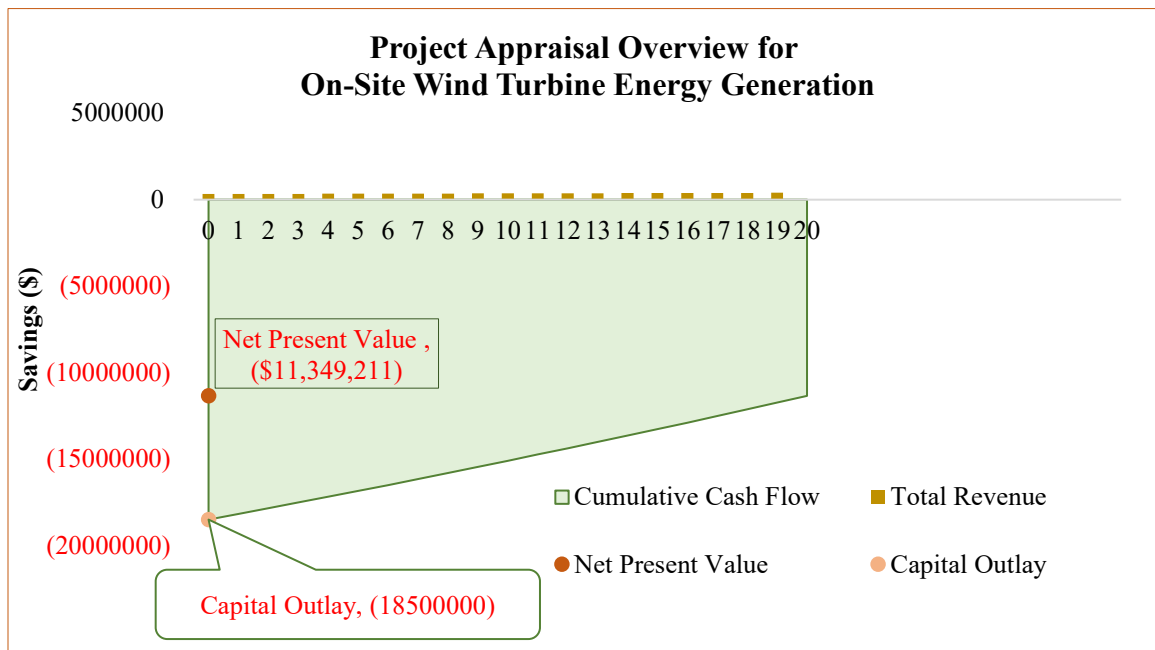 Project Appraisal Overview for
On-Site Wind Turbine Energy Generation
Savings ($)
5000000
0
(5000000)
(10000000)
(15000000)
(20000000)
0 1 2 3 4 5 6 7 8 9 10 11 12 13 14 15 16 17 18 19 20
Net Present Value ,
($11,349,211)
Cumulative Cash Flow
Total Revenue
Net Present Value
Capital Outlay
Capital Outlay, (18500000)